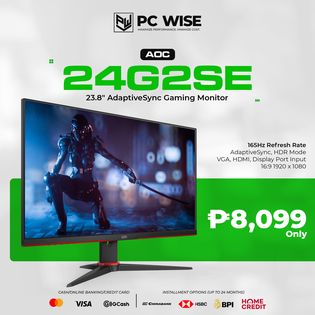 PC WISE
MAXIMIZE PERFORMANCE. MINIMIZE COST.
AOC
24G2SE
23.8" AdaptiveSync Gaming Monitor
165Hz Refresh Rate
AdaptiveSync, HDR Mode
VGA, HDMI, Display Port Input
16:9 1920 x 1080
₱8,099
Only
CASH/ONLINE BANKING/CREDIT CARD
INSTALLMENT OPTIONS (UP TO 24 MONTHS)
VISA
GCash
CHINABANK
HSBC
BPI
HOME CREDIT